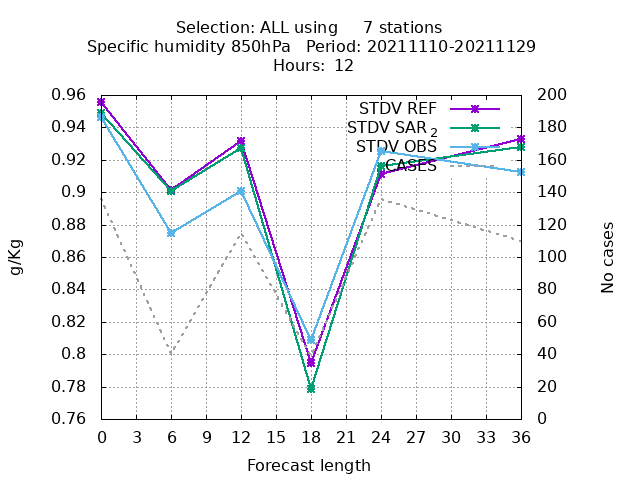 Selection: ALL using     7 stations
Specific humidity 850hPa   Period: 20211110-20211129
Hours: 12
STDV REF
STDV SAR 2
STDV OBS
CASES
0.96
0.94
0.92
0.9
0.88
0.86
0.84
0.82
0.8
0.78
0.76
200
180
160
140
120
100
80
60
40
20
0
g/Kg
No cases
0 3 6 9 12 15 18 21 24 27 30 33 36
Forecast length